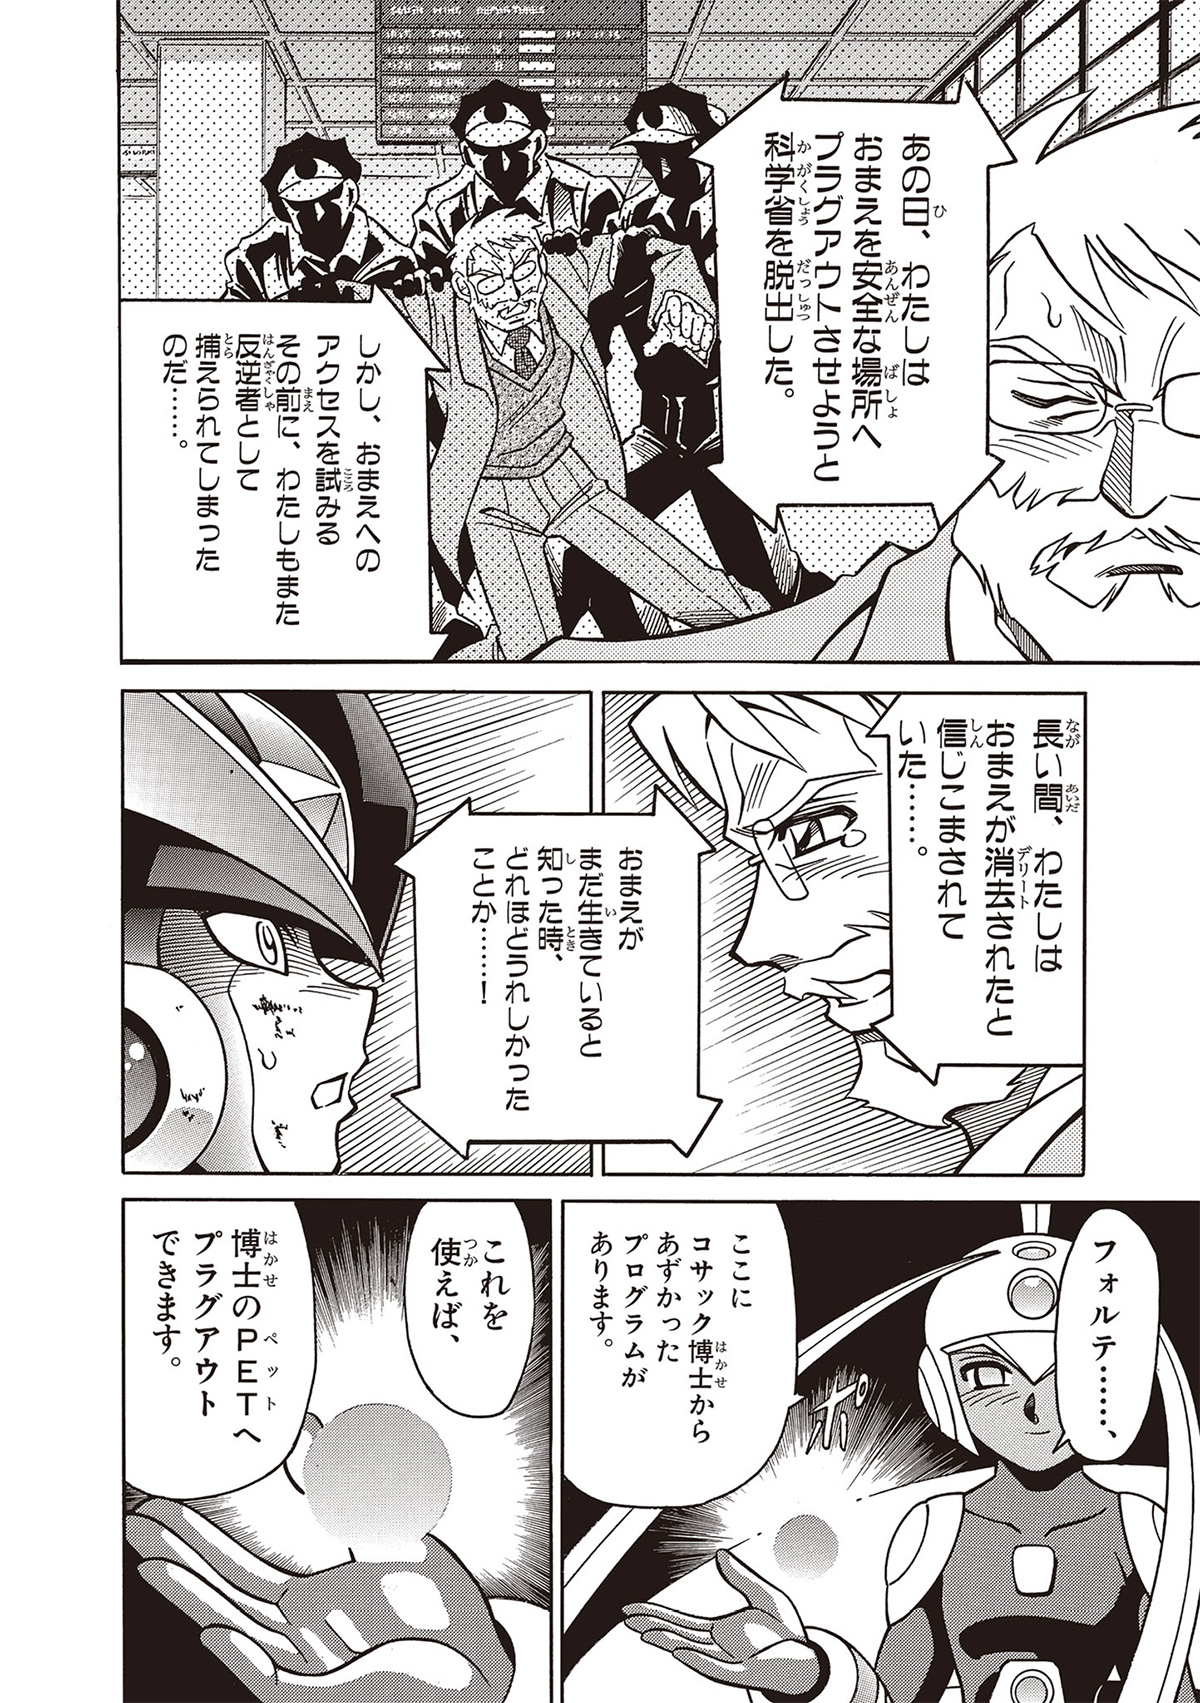 あの日、わたしは
おまえを安全な場所へ
プラグアウトさせようと
科学省を脱出した。
しかし、おまえへの
アクセスを試みる
その前に、わたしもまた
反逆者として
捕えられてしまった
のだ……。
長い間、わたしは
おまえが消去されたと
信じこまされて
いた……。
おまえが
まだ生きていると
知った時、
どれほどうれしかった
ことか……！
フォルテ……、
ここに
コサック博士から
あずかった
プログラムが
あります。
ポ
これを
使えば、
博士のＰＥＴへ
プラグアウト
できます。